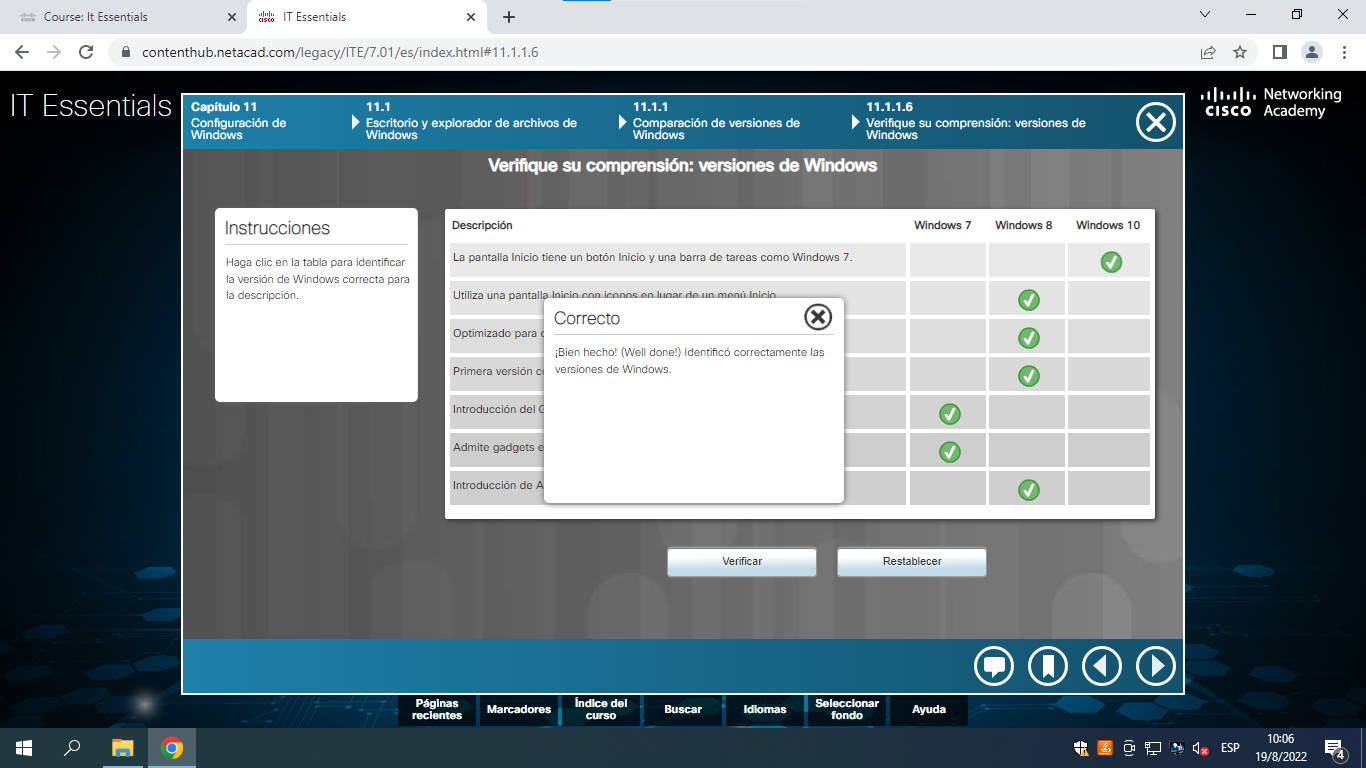 Course: It Essentials
IT Essentials
contenthub.netacad.com/legacy/ITE/7.01/es/index.html#11.1.1.6
IT Essentials
Capítulo 11
Configuración de
Windows
11.1
Escritorio y explorador de archivos de
Windows
11.1.1
Comparación de versiones de
Windows
11.1.1.6
Verifique su comprensión: versiones de
Windows
CISCO
Networking
Academy
Verifique su comprensión: versiones de Windows
Instrucciones
Haga clic en la tabla para identificar
la versión de Windows correcta para
la descripción.
Descripción Windows 7 Windows 8 Windows 10
La pantalla Inicio tiene un botón Inicio y una barra de tareas como Windows 7.
Utiliza una pantalla Inicio con iconos en lugar de un menú Inicio
Optimizado para
Primera versión
Introducción del
Admite gadgets
Introducción de
Correcto
¡Bien hecho! (Well done!) Identificó correctamente las
versiones de Windows.
Verificar
Restablecer
Páginas
recientes
Marcadores
Índice del
curso
Buscar
Idiomas
Seleccionar
fondo
Ayuda
ESP
10:06
19/8/2022
4